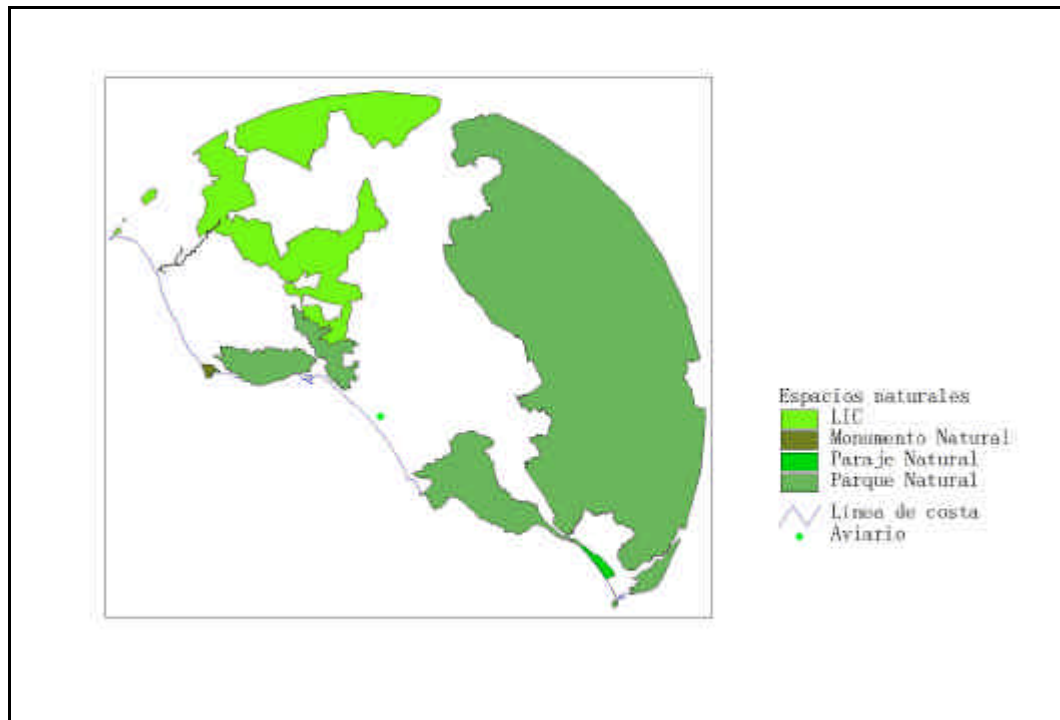 Espacios naturales
LIC
Monumento Natural
Paraje Natural
Parque Natural
Línea de costa
Aviario